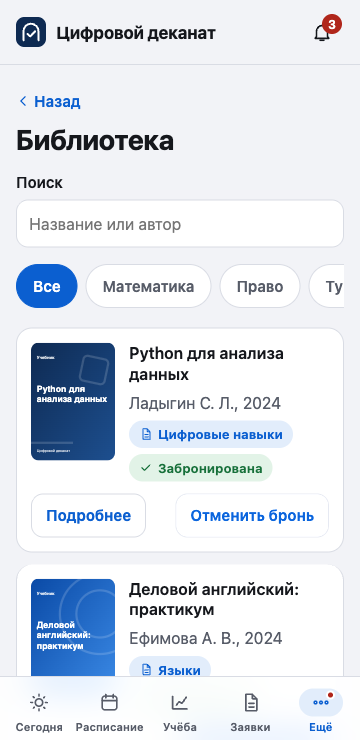 Цифровой деканат
3
Назад
Библиотека
Поиск
Название или автор
Все
Математика
Право
Ту
Учебник
Python для
анализа данных
Цифровой деканат
Python для анализа
данных
Ладыгин С. Л., 2024
Цифровые навыки
Забронирована
Подробнее
Отменить бронь
Учебник
Деловой
английский:
практикум
Деловой английский:
практикум
Ефимова А. В., 2024
Языки
Сегодня
Расписание
Учёба
Заявки
Ещё